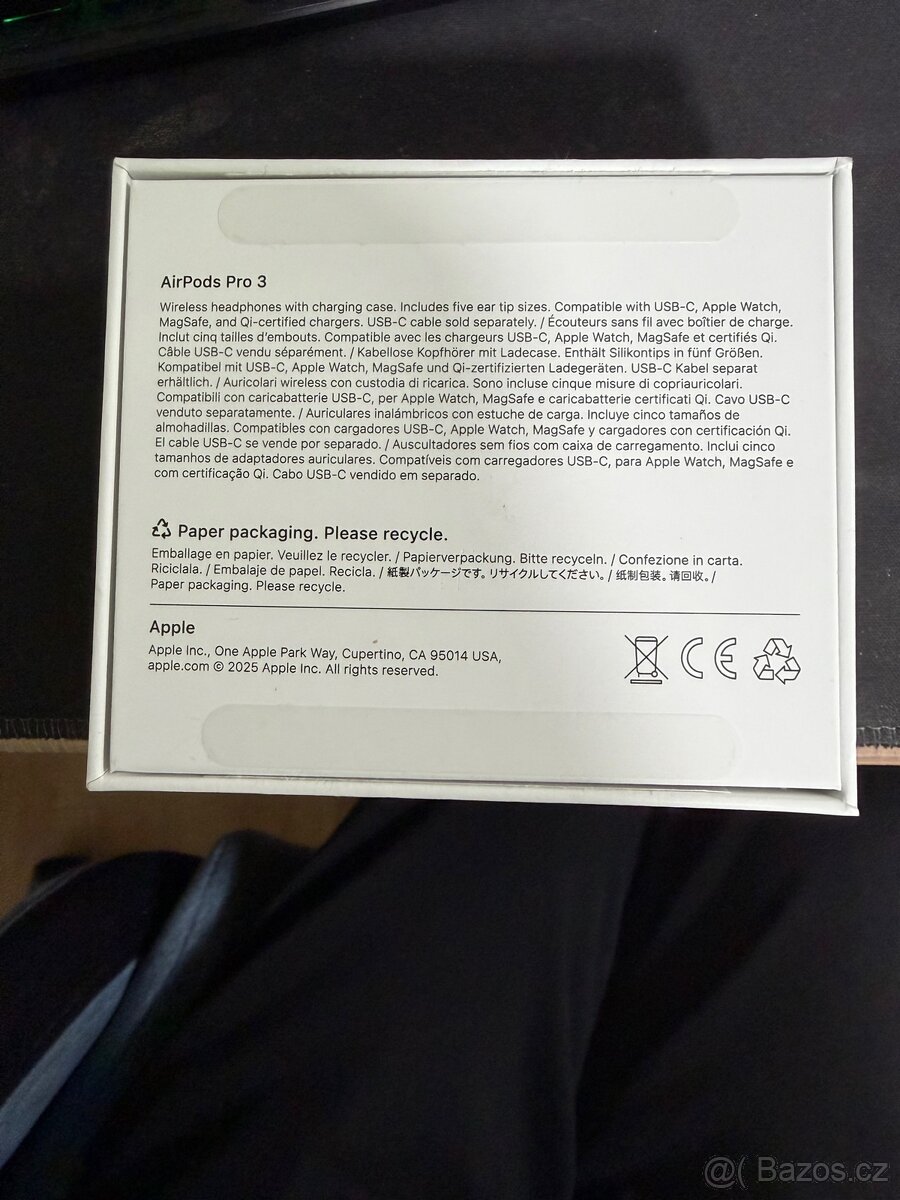 AirPods Pro 3
Wireless headphones with charging case. Includes five ear tip sizes. Compatible with USB-C, Apple Watch,
MagSafe, and Qi-certified chargers. USB-C cable sold separately. / Écouteurs sans fil avec boîtier de charge.
Inclut cinq tailles d'embouts. Compatible avec les chargeurs USB-C, Apple Watch, MagSafe et certifiés Qi.
Câble USB-C vendu séparément. / Kabellose Kopfhörer mit Ladecase. Enthält Silikontips in fünf Größen.
Kompatibel mit USB-C, Apple Watch, MagSafe und Qi-zertifizierten Ladegeräten. USB-C Kabel separat
erhältlich. / Auricolari wireless con custodia di ricarica. Sono incluse cinque misure di copriauricolari.
Compatibili con caricabatterie USB-C, per Apple Watch, MagSafe e caricabatterie certificati Qi. Cavo USB-C
venduto separatamente. / Auriculares inalámbricos con estuche de carga. Incluye cinco tamaños de
almohadillas. Compatibles con cargadores USB-C, Apple Watch, MagSafe y cargadores con certificación Qi.
El cable USB-C se vende por separado. / Auscultadores sem fios com caixa de carregamento. Inclui cinco
tamanhos de adaptadores auriculares. Compatíveis com carregadores USB-C, para Apple Watch, MagSafe e
com certificação Qi. Cabo USB-C vendido em separado.
Paper packaging. Please recycle.
Emballage en papier. Veuillez le recycler. / Papierverpackung. Bitte recyceln. / Confezione in carta.
Riciclala. / Embalaje de papel. Recicla. / 紙製パッケージです。リサイクルしてください。/ 纸制包装。请回收。/
Paper packaging. Please recycle.
Apple
Apple Inc., One Apple Park Way, Cupertino, CA 95014 USA,
apple.com © 2025 Apple Inc. All rights reserved.
CE
@( Bazos.cz